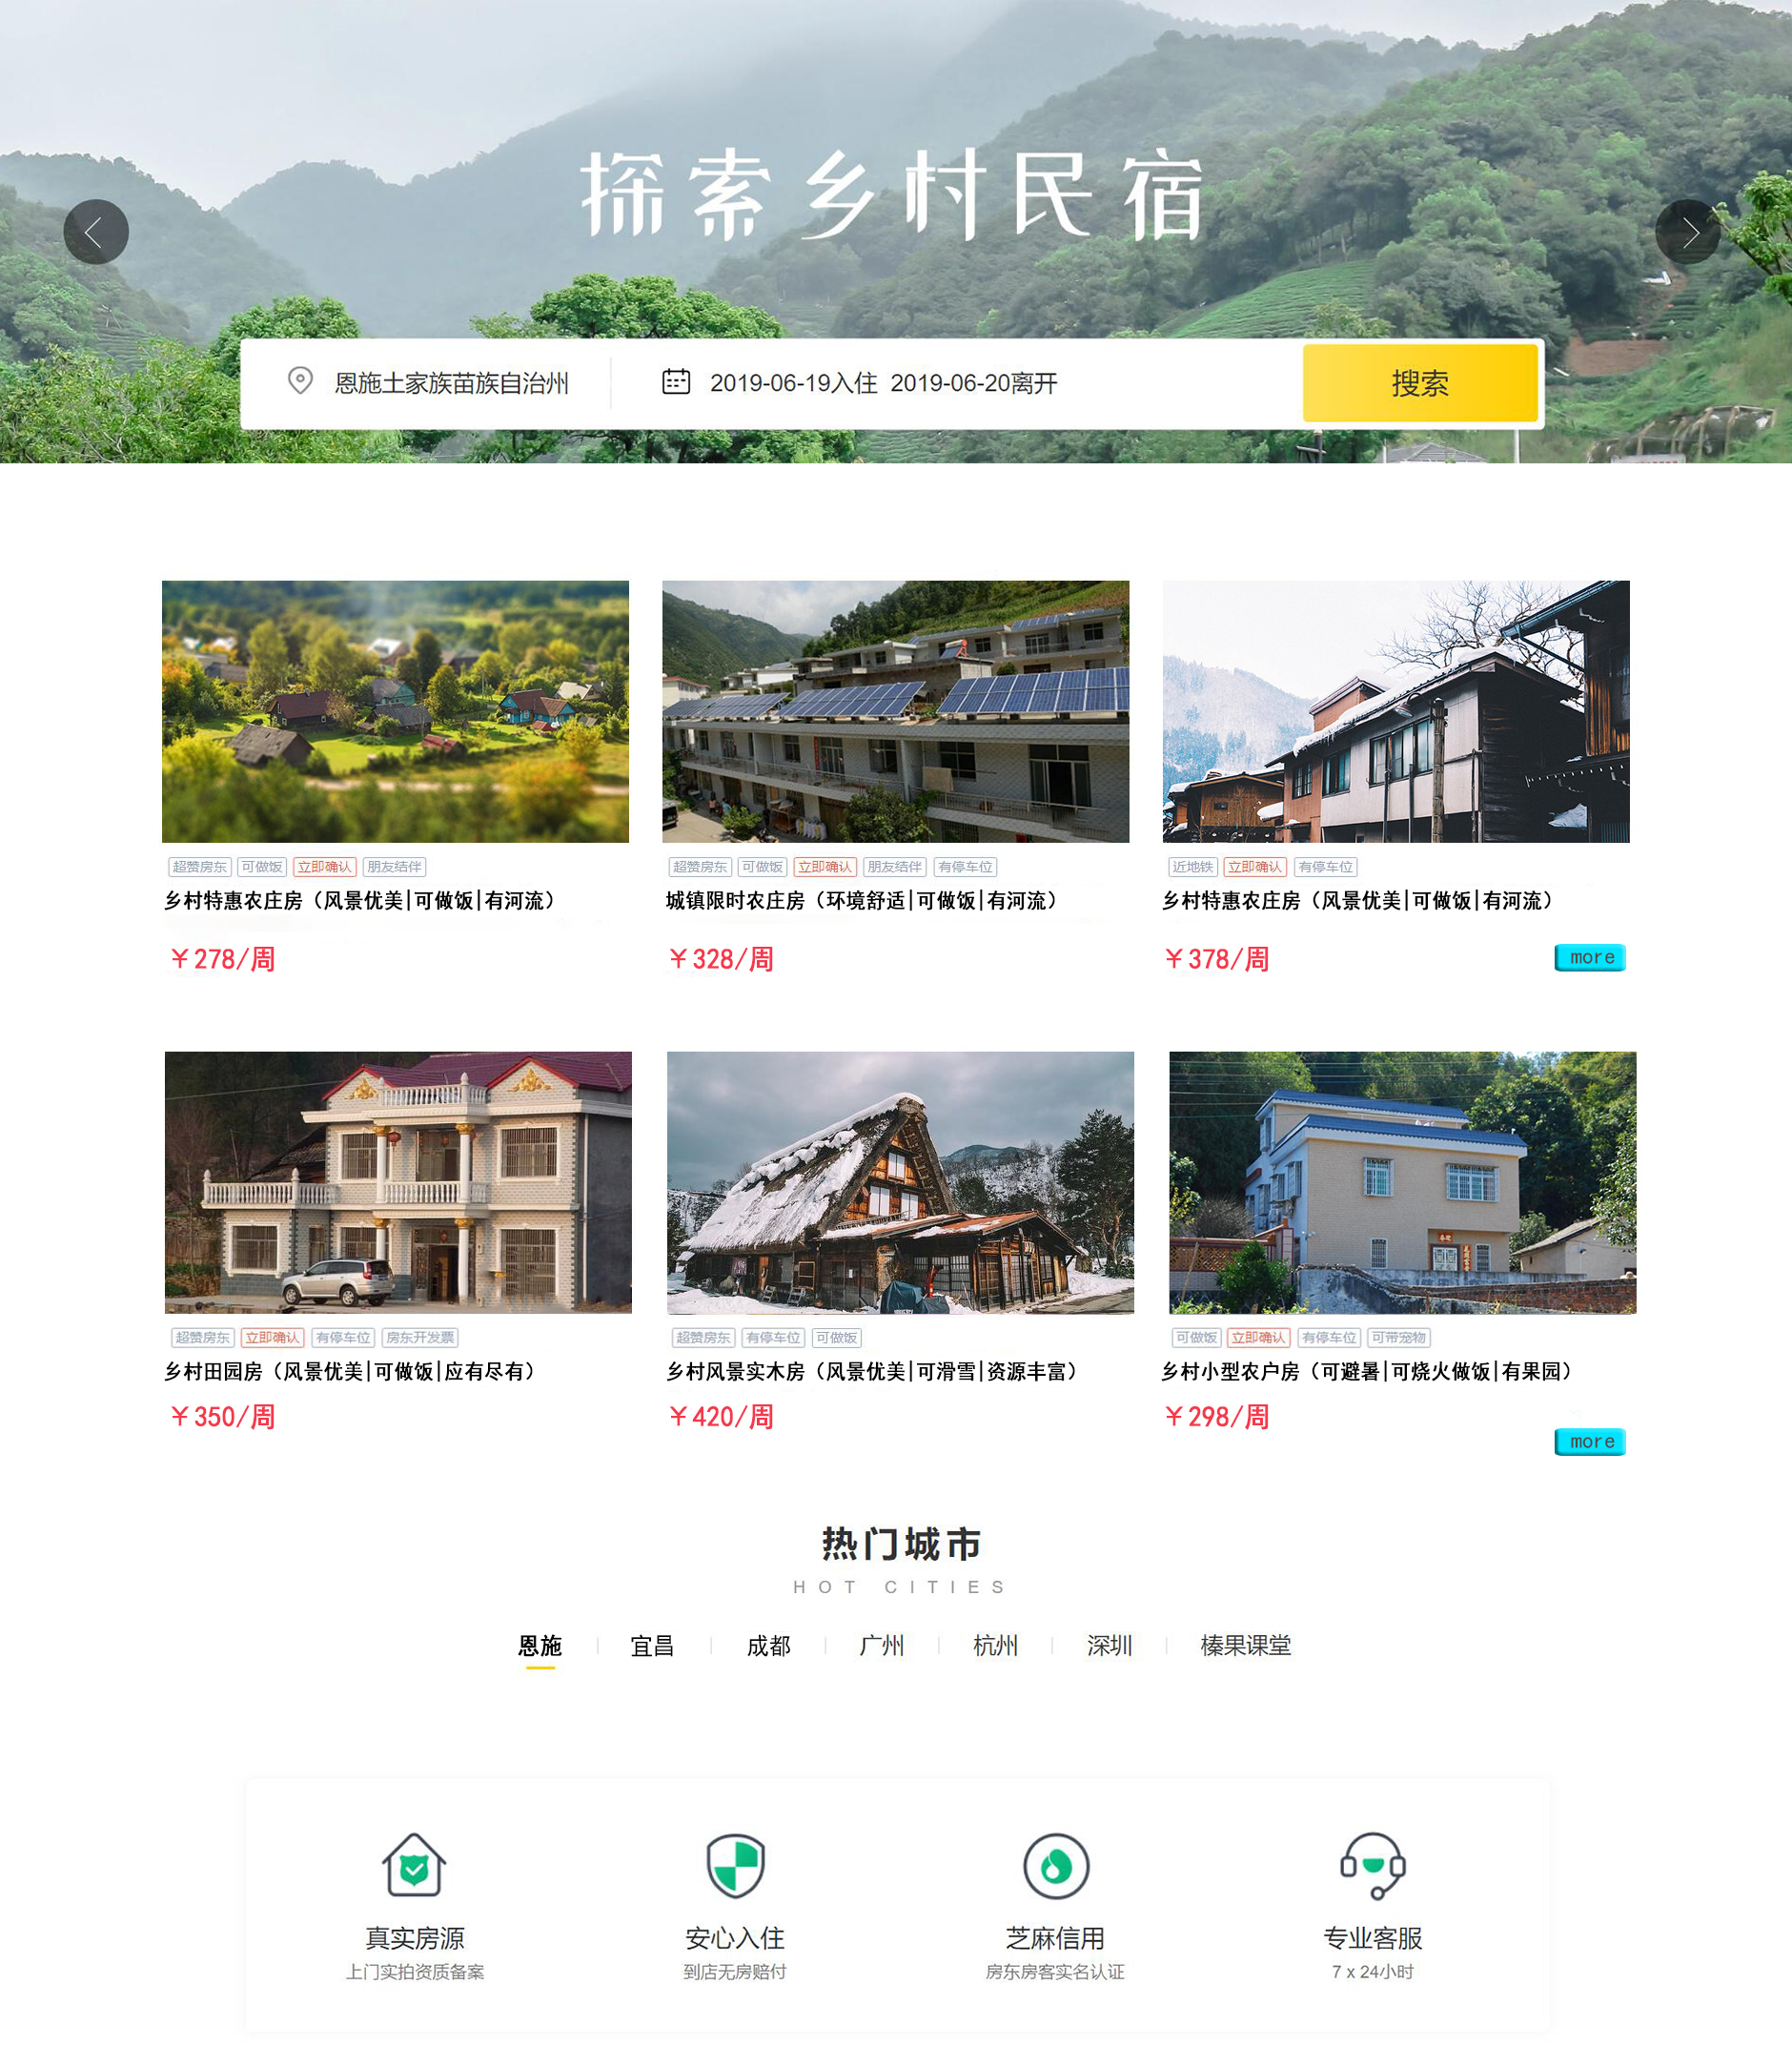 探索乡村民宿
恩施土家族苗族自治州 2019-06-19入住 2019-06-20离开 搜索
超赞房东 可做饭 立即确认 朋友结伴
乡村特惠农庄房（风景优美|可做饭|有河流）
￥278/周
超赞房东 可做饭 立即确认 朋友结伴 有停车位
城镇限时农庄房（环境舒适|可做饭|有河流）
￥328/周
近地铁 立即确认 有停车位
乡村特惠农庄房（风景优美|可做饭|有河流）
￥378/周
more
超赞房东 立即确认 有停车位 房东开发票
乡村田园房（风景优美|可做饭|应有尽有）
￥350/周
超赞房东 有停车位 可做饭
乡村风景实木房（风景优美|可滑雪|资源丰富）
￥420/周
可做饭 立即确认 有停车位 可带宠物
乡村小型农户房（可避暑|可烧火做饭|有果园）
￥298/周
more
热门城市
HOT CITIES
恩施 宜昌 成都 广州 杭州 深圳 榛果课堂
真实房源
上门实拍资质备案
安心入住
到店无房赔付
芝麻信用
房东房客实名认证
专业客服
7 x 24小时